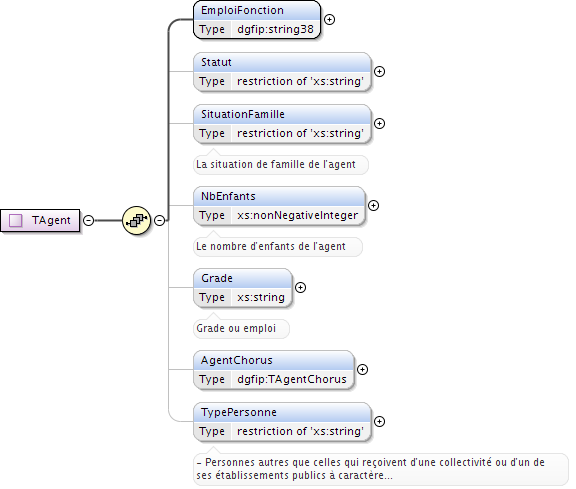 EmploiFonction
Type dgfip:string38
Statut
Type restriction of 'xs:string'
SituationFamille
Type restriction of 'xs:string'
La situation de famille de l'agent
NbEnfants
Type xs:nonNegativeInteger
Le nombre d'enfants de l'agent
TAgent
Grade
Type xs:string
Grade ou emploi
AgentChorus
Type dgfip:TAgentChorus
TypePersonne
Type restriction of 'xs:string'
- Personnes autres que celles qui reçoivent d'une collectivité ou d'un de
ses établissements publics à caractère...